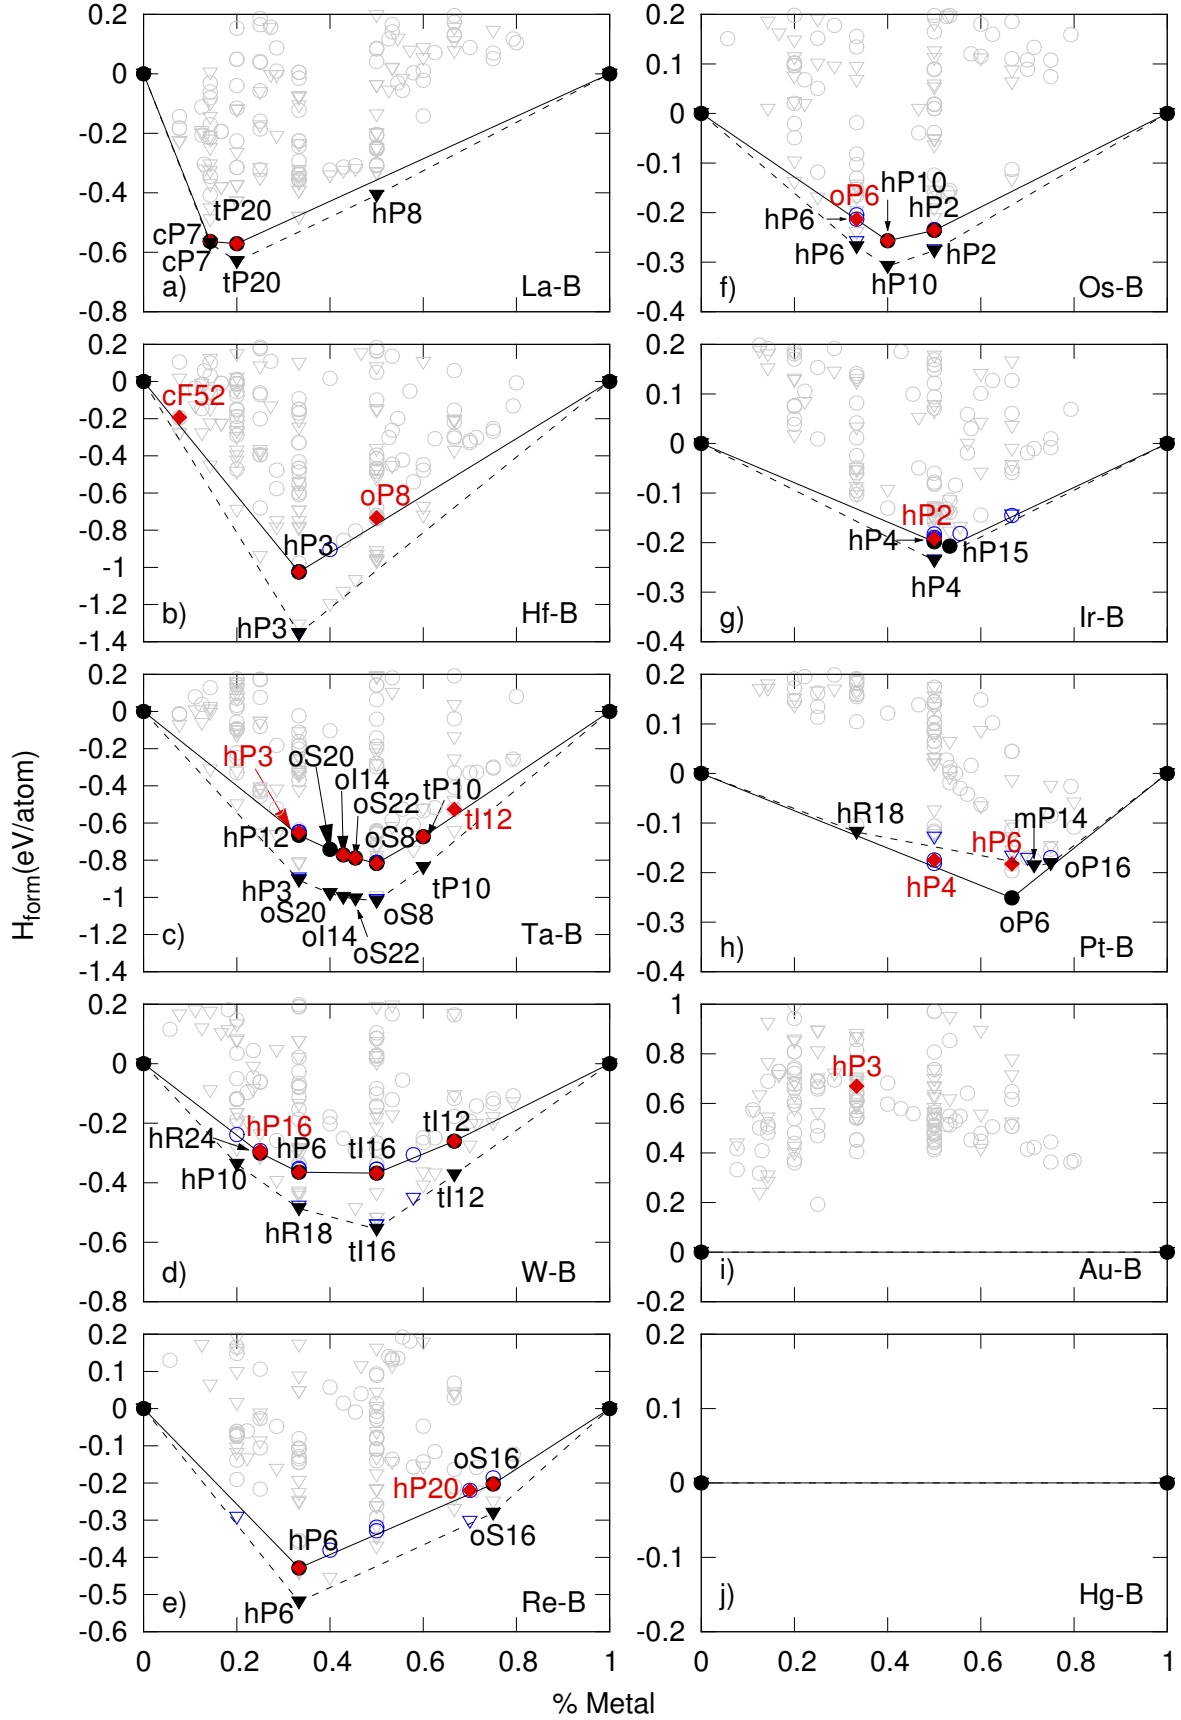 0.2
0
-0.2
-0.4
-0.6
-0.8
tP20
cP7
cP7
tP20
hP8
a)
La-B
0.2
0.1
0
-0.1
-0.2
-0.3
-0.4
hP10
oP6
hP2
hP6
hP6
hP2
hP10
f)
Os-B
0.2
0
-0.2
-0.4
-0.6
-0.8
-1
-1.2
-1.4
cF52
oP8
hP3
hP3
b)
Hf-B
0.2
0.1
0
-0.1
-0.2
-0.3
-0.4
hP2
hP4
hP15
hP4
g)
Ir-B
0.2
0
-0.2
-0.4
-0.6
-0.8
-1
-1.2
-1.4
hP3
oS20
oI14
tP10
oS22
tI12
hP12
oS8
hP3
tP10
oS20
oS8
oI14
oS22
c)
Ta-B
0.2
0.1
0
-0.1
-0.2
-0.3
-0.4
hR18
mP14
hP6
oP16
hP4
oP6
h)
Pt-B
0.2
0
-0.2
-0.4
-0.6
-0.8
hP16
tI12
hR24
hP6
tI16
hP10
tI12
hR18
tI16
d)
W-B
1
0.8
0.6
0.4
0.2
0
-0.2
hP3
i)
Au-B
0.2
0.1
0
-0.1
-0.2
-0.3
-0.4
-0.5
-0.6
oS16
hP20
hP6
oS16
hP6
e)
Re-B
0.2
0.1
0
-0.1
-0.2
j)
Hg-B
0
0.2
0.4
0.6
0.8
1
0
0.2
0.4
0.6
0.8
1
% Metal
% Metal
H_form(eV/atom)